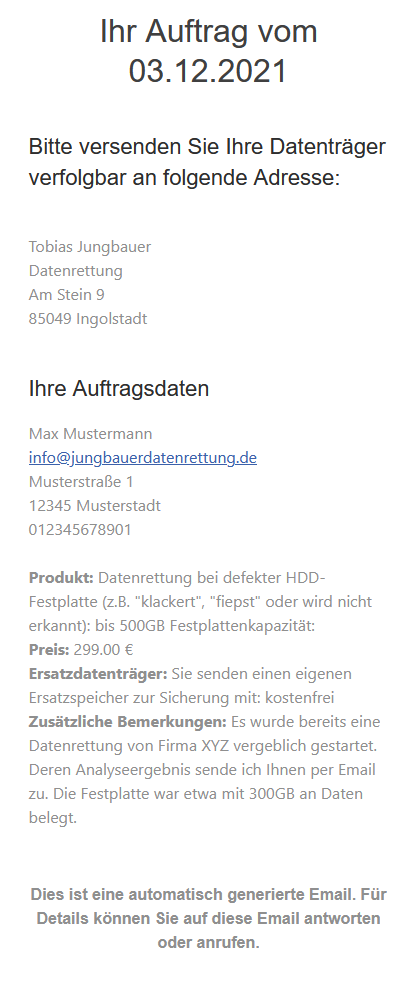 Ihr Auftrag vom
03.12.2021
Bitte versenden Sie Ihre Datenträger
verfolgbar an folgende Adresse:
Tobias Jungbauer
Datenrettung
Am Stein 9
85049 Ingolstadt
Ihre Auftragsdaten
Max Mustermann
info@jungbauerdatenrettung.de
Musterstraße 1
12345 Musterstadt
012345678901
Produkt: Datenrettung bei defekter HDD-
Festplatte (z.B. "klackert", "fiepst" oder wird nicht
erkannt): bis 500GB Festplattenkapazität:
Preis: 299.00 €
Ersatzdatenträger: Sie senden einen eigenen
Ersatzspeicher zur Sicherung mit: kostenfrei
Zusätzliche Bemerkungen: Es wurde bereits eine
Datenrettung von Firma XYZ vergeblich gestartet.
Deren Analyseergebnis sende ich Ihnen per Email
zu. Die Festplatte war etwa mit 300GB an Daten
belegt.
Dies ist eine automatisch generierte Email. Für
Details können Sie auf diese Email antworten
oder anrufen.